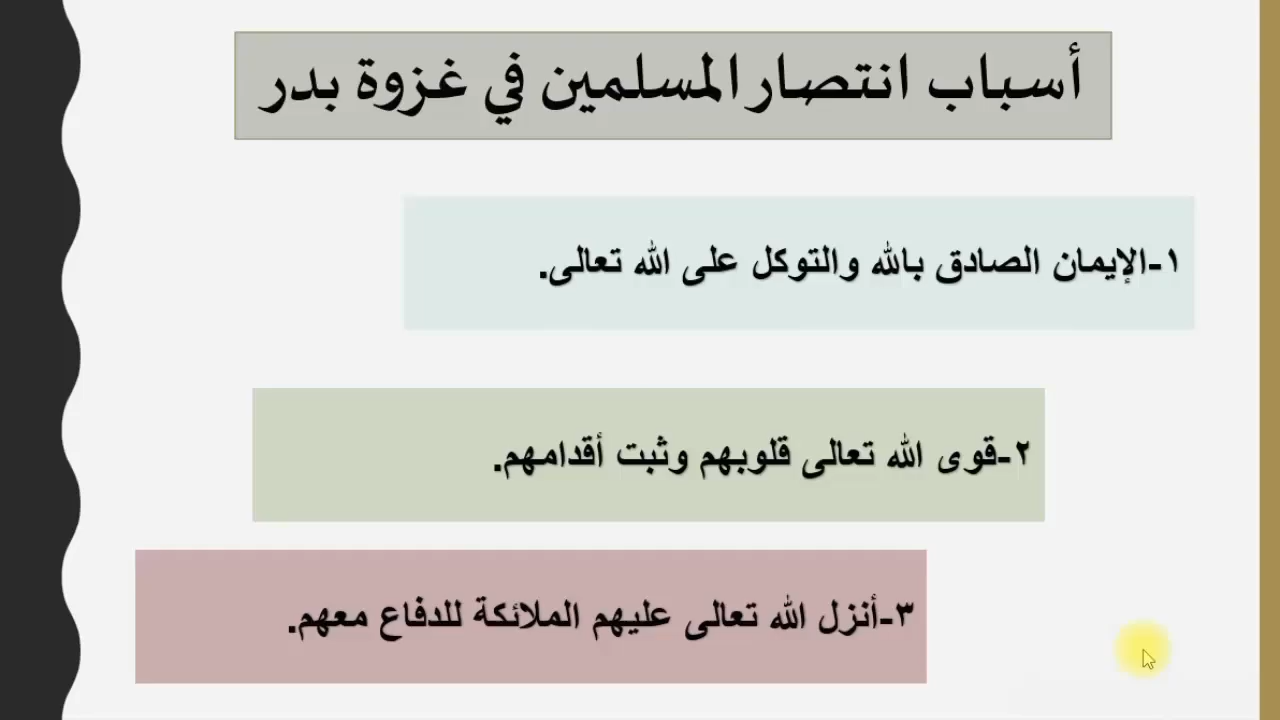 أسباب انتصار المسلمين في غزوة بدر
١-الإيمان الصادق بالله والتوكل على الله تعالى.
٢-قوى الله تعالى قلوبهم وثبت أقدامهم.
٣-أنزل الله تعالى عليهم الملائكة للدفاع معهم.